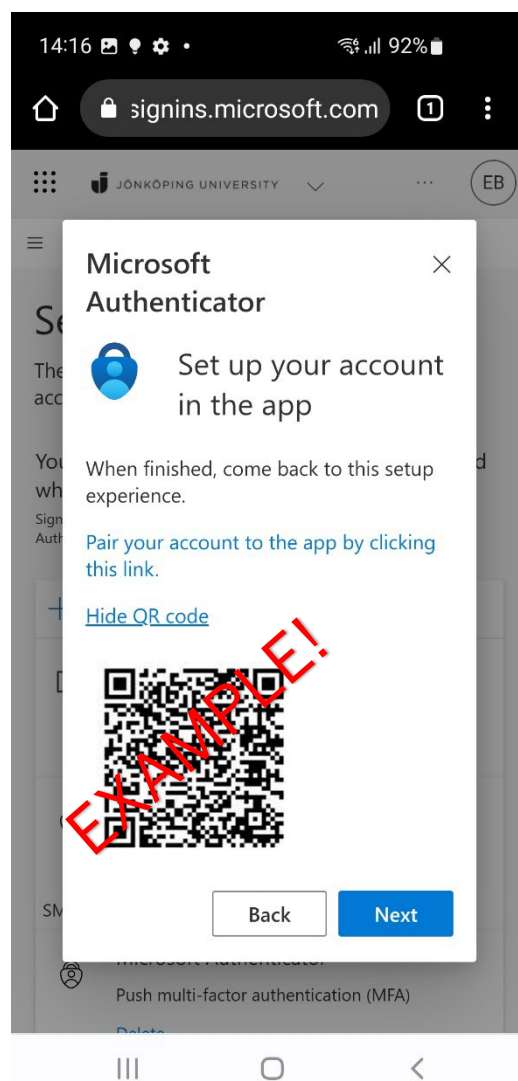 14:16 92%
signins.microsoft.com 1
JÖNKÖPING UNIVERSITY EB
Microsoft
Authenticator
Set up your account
in the app
When finished, come back to this setup
experience.
Pair your account to the app by clicking
this link.
Hide QR code
EXAMPLE!
Back Next
Push multi-factor authentication (MFA)